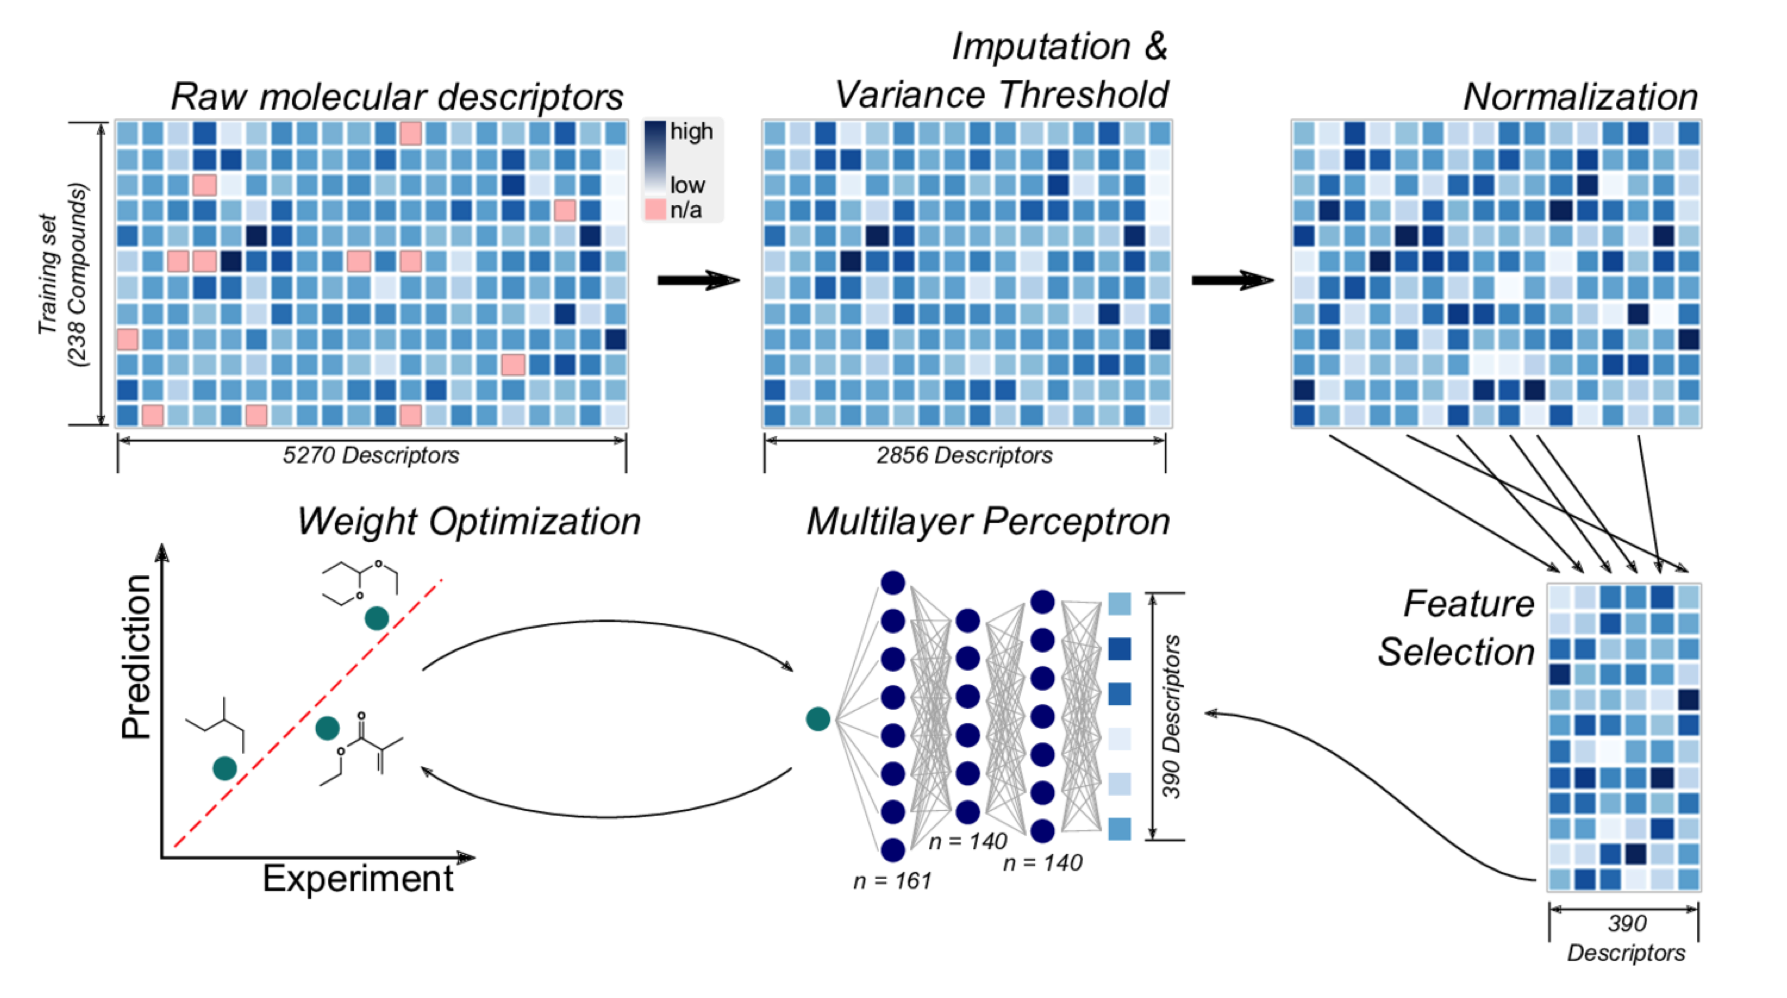 Raw molecular descriptors
Imputation &
Variance Threshold
Normalization
high
low
n/a
Training set
(238 Compounds)
5270 Descriptors
2856 Descriptors
Weight Optimization
Multilayer Perceptron
Feature
Selection
Prediction
Experiment
O
O
O
O
n = 161
n = 140
n = 140
390 Descriptors
390
Descriptors